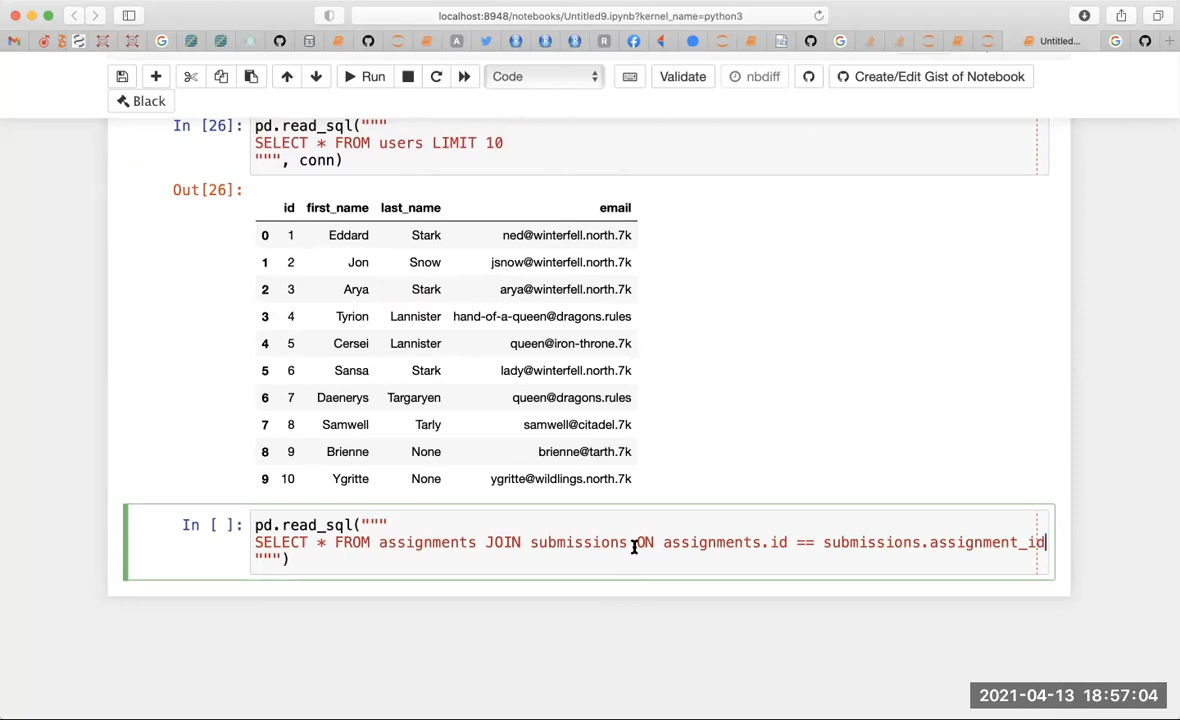 localhost:8948/notebooks/Untitled9.ipynb?kernel_name=python3
Untitled...
Run
Code
Validate
nbdiff
Create/Edit Gist of Notebook
Black
In [26]:
pd.read_sql("""
SELECT * FROM users LIMIT 10
""", conn)
Out[26]:
id first_name last_name email
0 1 Eddard Stark ned@winterfell.north.7k
1 2 Jon Snow jsnow@winterfell.north.7k
2 3 Arya Stark arya@winterfell.north.7k
3 4 Tyrion Lannister hand-of-a-queen@dragons.rules
4 5 Cersei Lannister queen@iron-throne.7k
5 6 Sansa Stark lady@winterfell.north.7k
6 7 Daenerys Targaryen queen@dragons.rules
7 8 Samwell Tarly samwell@citadel.7k
8 9 Brienne None brienne@tarth.7k
9 10 Ygritte None ygritte@wildlings.north.7k
In [ ]:
pd.read_sql("""
SELECT * FROM assignments JOIN submissions ON assignments.id == submissions.assignment_id
""")
2021-04-13 18:57:04